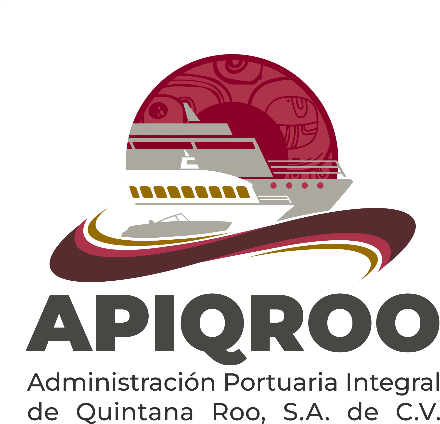 APIQROO
Administración Portuaria Integral
de Quintana Roo, S.A. de C.V.